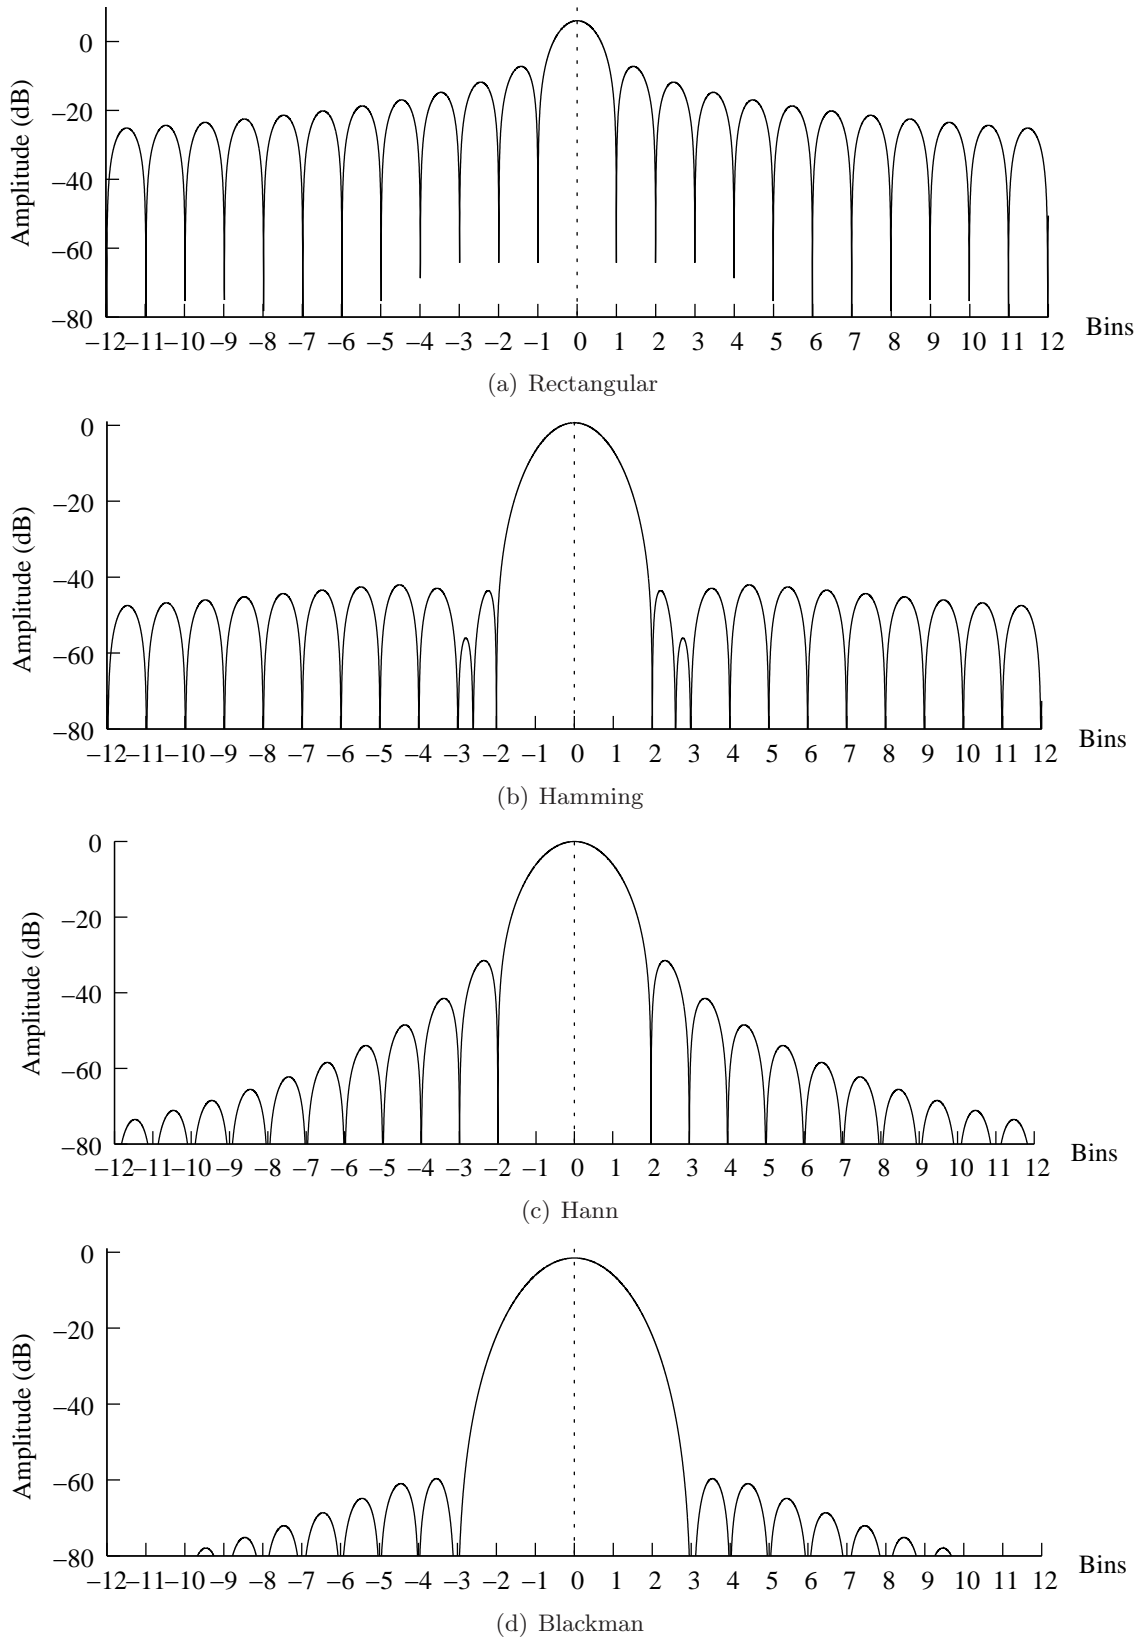 Amplitude (dB)
0
−20
−40
−60
−80
−12 −11 −10 −9 −8 −7 −6 −5 −4 −3 −2 −1 0 1 2 3 4 5 6 7 8 9 10 11 12 Bins
(a) Rectangular
Amplitude (dB)
0
−20
−40
−60
−80
−12 −11 −10 −9 −8 −7 −6 −5 −4 −3 −2 −1 0 1 2 3 4 5 6 7 8 9 10 11 12 Bins
(b) Hamming
Amplitude (dB)
0
−20
−40
−60
−80
−12 −11 −10 −9 −8 −7 −6 −5 −4 −3 −2 −1 0 1 2 3 4 5 6 7 8 9 10 11 12 Bins
(c) Hann
Amplitude (dB)
0
−20
−40
−60
−80
−12 −11 −10 −9 −8 −7 −6 −5 −4 −3 −2 −1 0 1 2 3 4 5 6 7 8 9 10 11 12 Bins
(d) Blackman